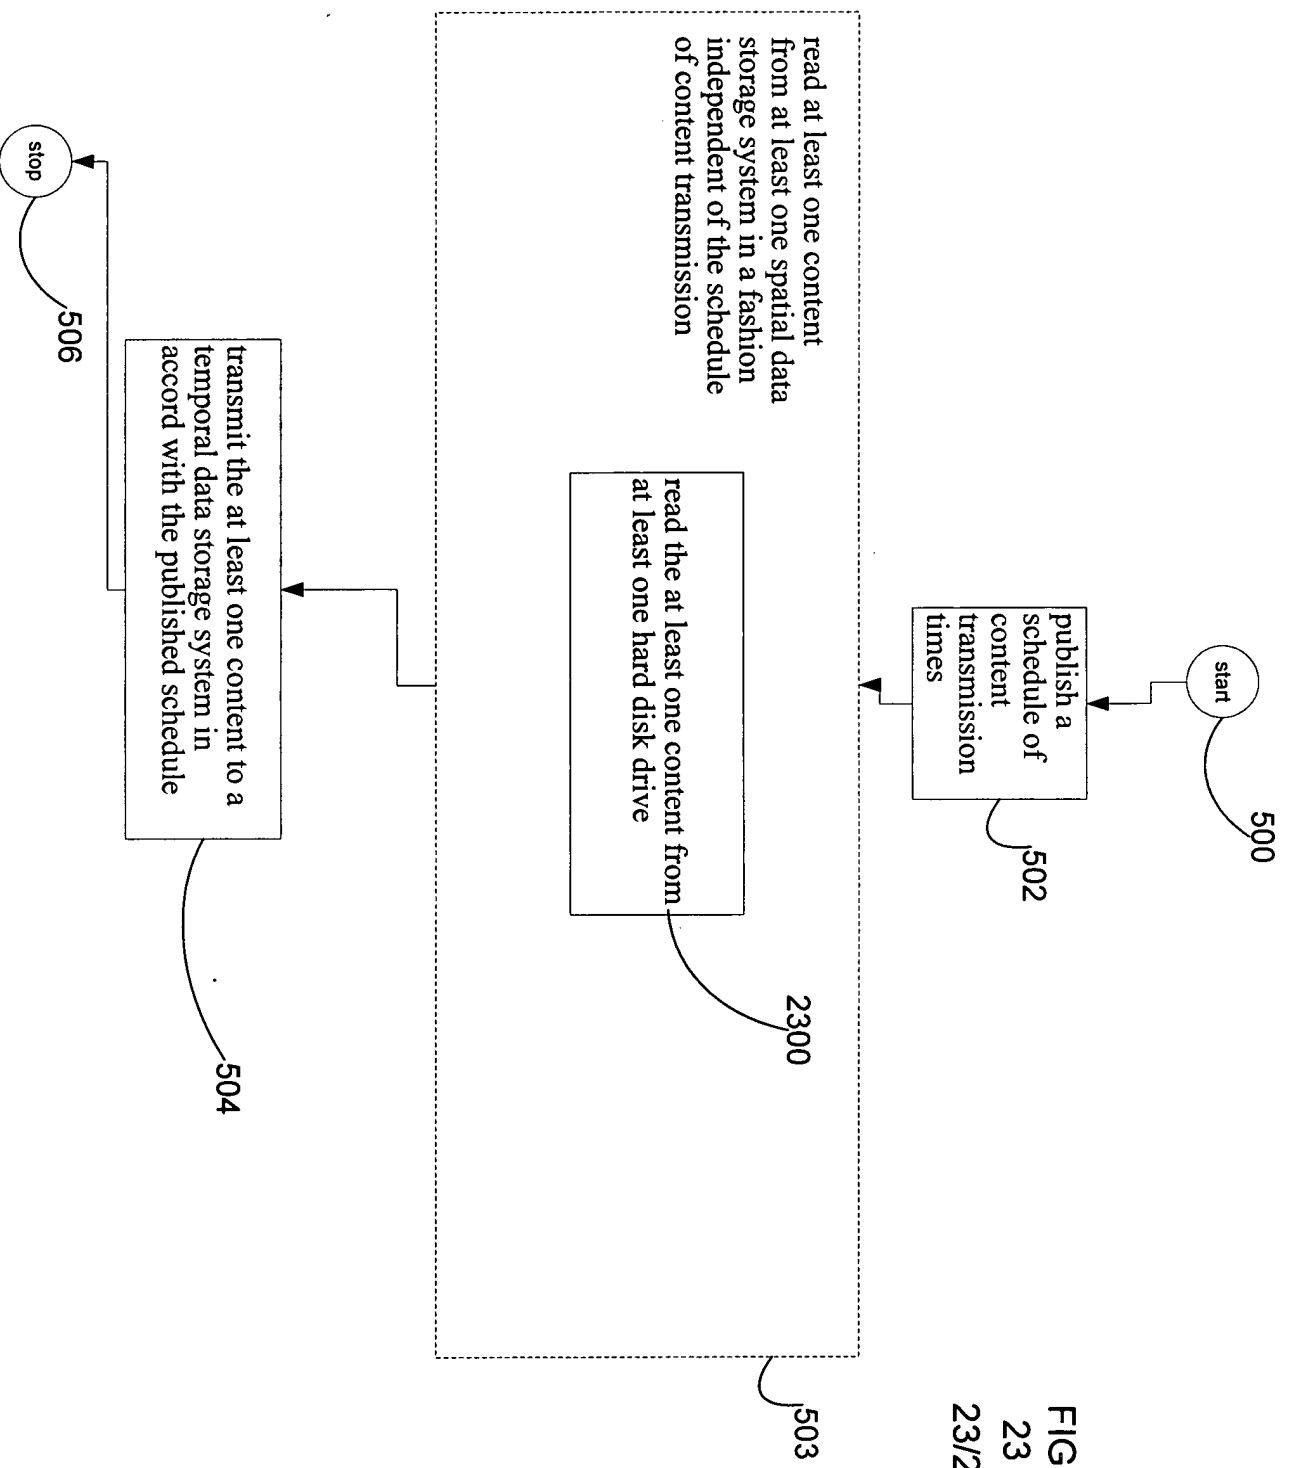 FIG
23
23/2
start
500
publish a
schedule of
content
transmission
times
502
read at least one content
from at least one spatial data
storage system in a fashion
independent of the schedule
of content transmission
read the at least one content from
at least one hard disk drive
2300
503
transmit the at least one content to a
temporal data storage system in
accord with the published schedule
504
stop
506